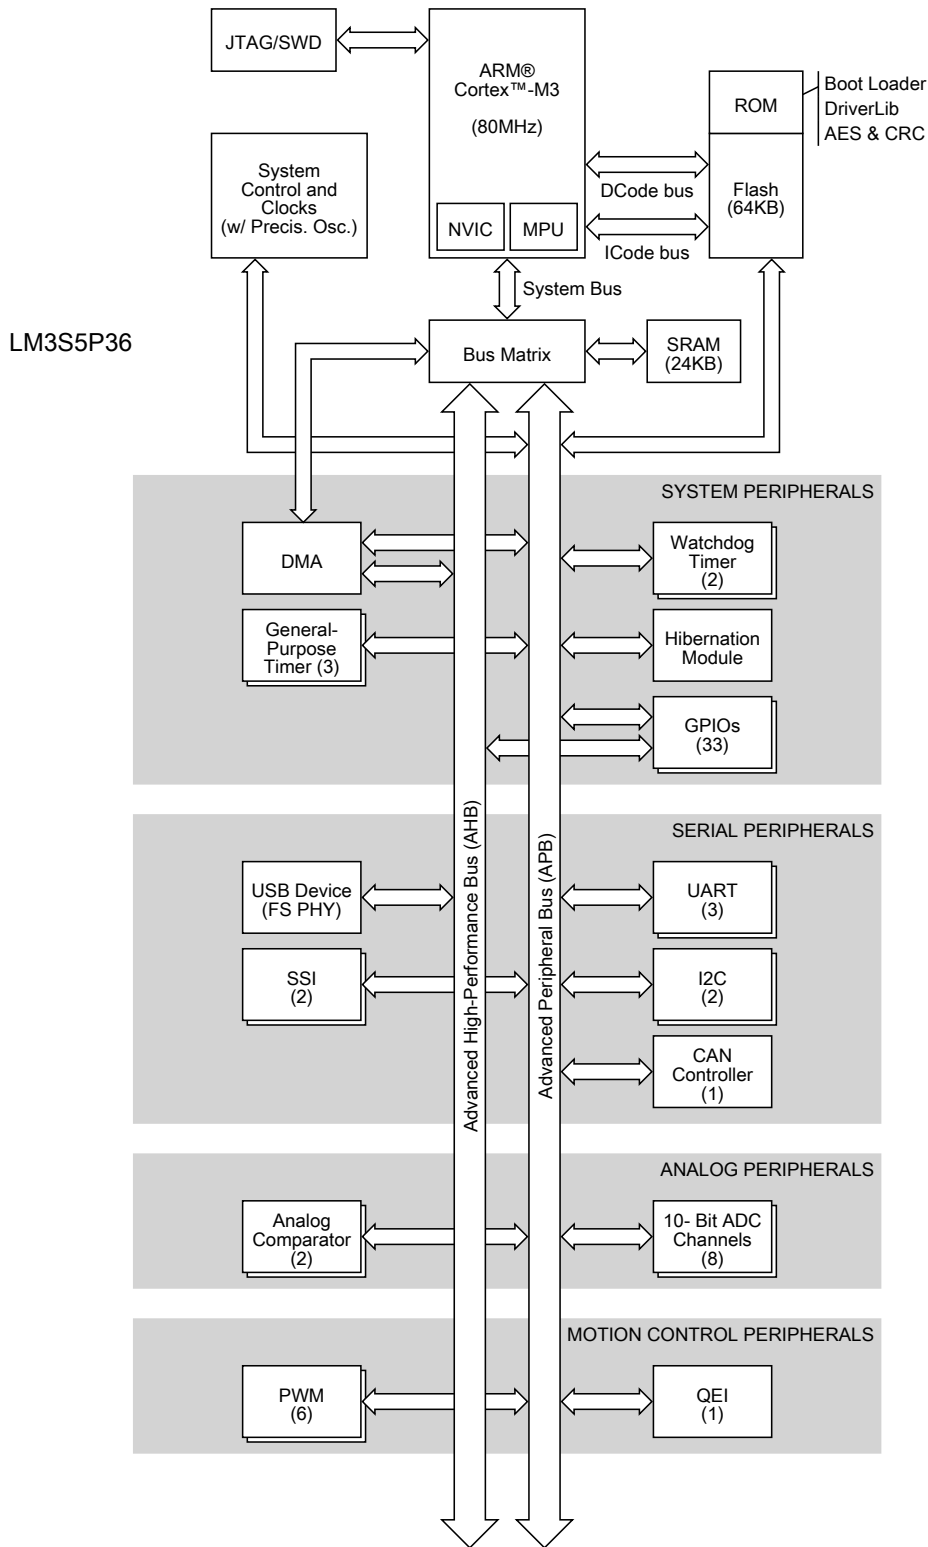 JTAG/SWD
ARM®
Cortex™-M3
(80MHz)
NVIC
MPU
ROM
Boot Loader
DriverLib
AES & CRC
System
Control and
Clocks
(w/ Precis. Osc.)
DCode bus
Flash
(64KB)
ICode bus
System Bus
LM3S5P36
Bus Matrix
SRAM
(24KB)
SYSTEM PERIPHERALS
DMA
Watchdog
Timer
(2)
General-
Purpose
Timer (3)
Hibernation
Module
GPIOs
(33)
Advanced High-Performance Bus (AHB)
Advanced Peripheral Bus (APB)
SERIAL PERIPHERALS
USB Device
(FS PHY)
UART
(3)
SSI
(2)
I2C
(2)
CAN
Controller
(1)
ANALOG PERIPHERALS
Analog
Comparator
(2)
10- Bit ADC
Channels
(8)
MOTION CONTROL PERIPHERALS
PWM
(6)
QEI
(1)